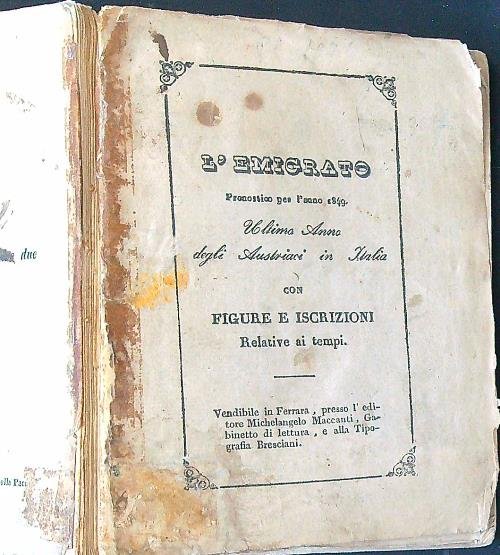 due
L' EMIGRATO
Pronostico per l'anno 1849.
Ultimo Anno
degli Austriaci in Italia
CON
FIGURE E ISCRIZIONI
Relative ai tempi.
Vendibile in Ferrara , presso l' edi-
tore Michelangelo Maccanti , Ga-
binetto di lettura , e alla Tipo-
grafia Bresciani.